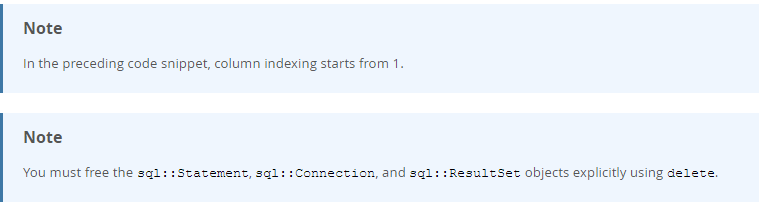 Note
In the preceding code snippet, column indexing starts from 1.
Note
You must free the sql::Statement, sql::Connection, and sql::ResultSet objects explicitly using delete.